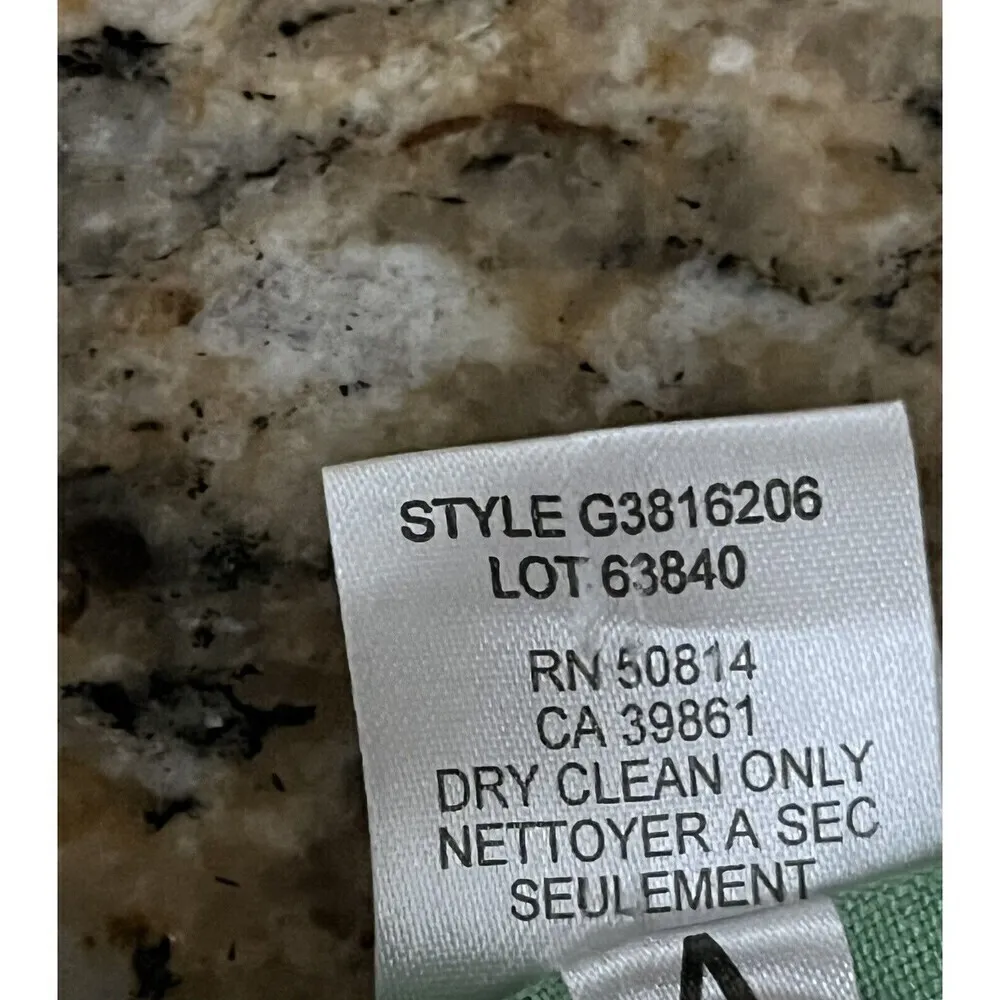 STYLE G3816206
LOT 63840
RN 50814
CA 39861
DRY CLEAN ONLY
NETTOYER A SEC
SEULEMENT